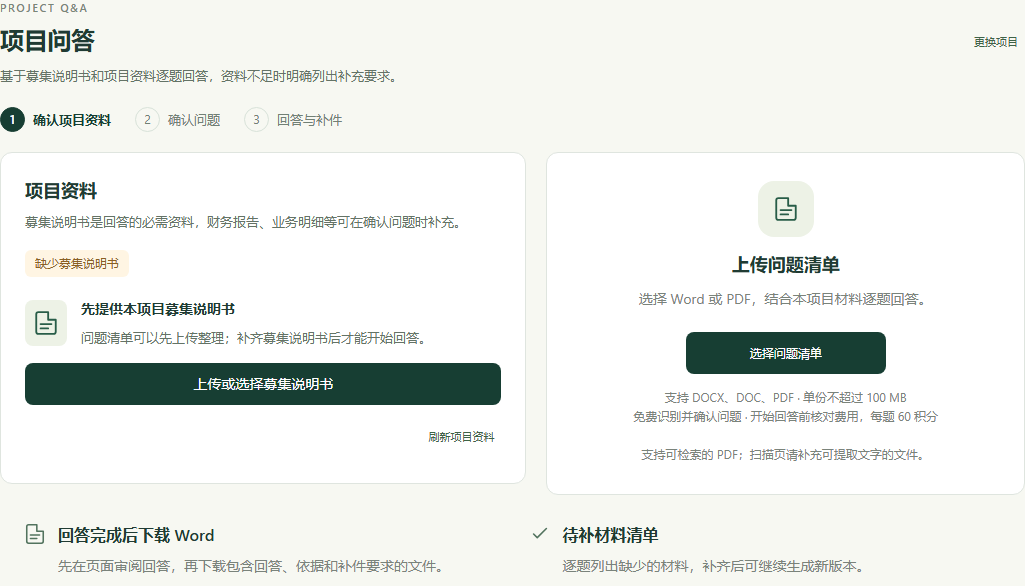 PROJECT Q&A
项目问答
更换项目
基于募集说明书和项目资料逐题回答，资料不足时明确列出补充要求。
1 确认项目资料 2 确认问题 3 回答与补件
项目资料
募集说明书是回答的必需资料，财务报告、业务明细等可在确认问题时补充。
缺少募集说明书
先提供本项目募集说明书
问题清单可以先上传整理；补齐募集说明书后才能开始回答。
上传或选择募集说明书
刷新项目资料
上传问题清单
选择 Word 或 PDF，结合本项目材料逐题回答。
选择问题清单
支持 DOCX、DOC、PDF · 单份不超过 100 MB
免费识别并确认问题 · 开始回答前核对费用，每题 60 积分
支持可检索的 PDF；扫描页请补充可提取文字的文件。
回答完成后下载 Word
先在页面审阅回答，再下载包含回答、依据和补件要求的文件。
待补材料清单
逐题列出缺少的材料，补齐后可继续生成新版本。